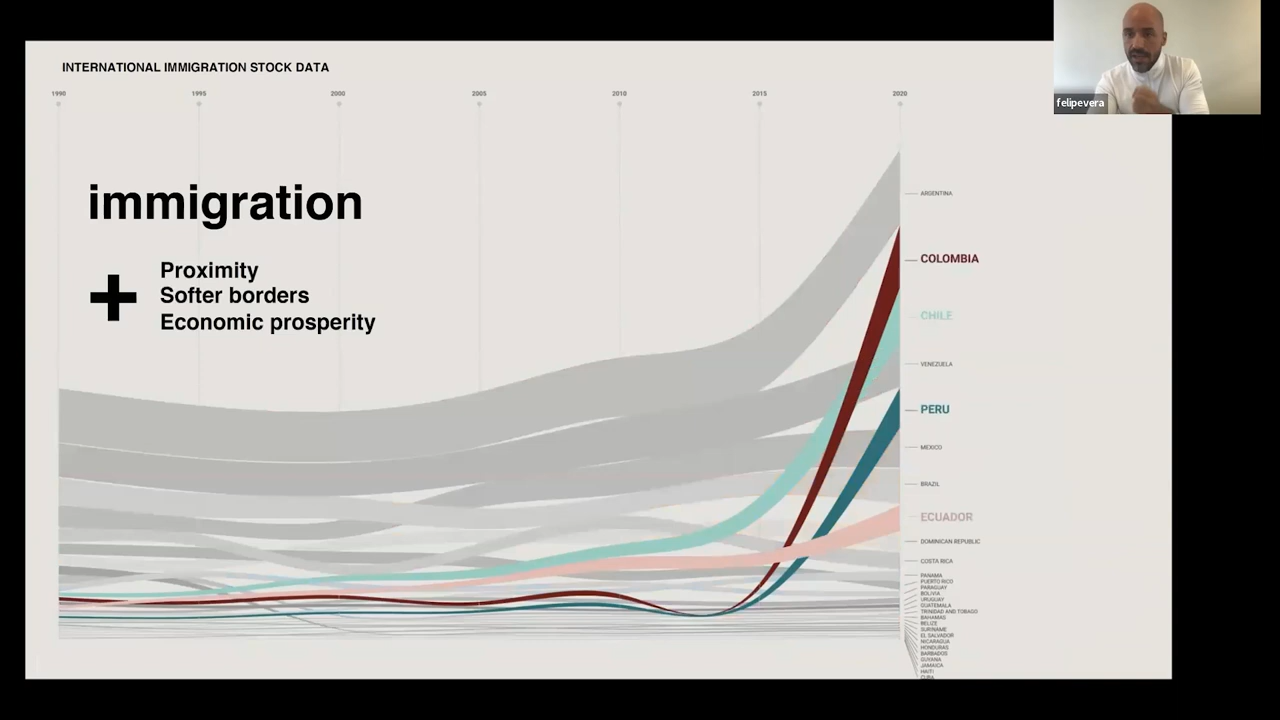 INTERNATIONAL IMMIGRATION STOCK DATA
felipevera
1990 1995 2000 2005 2010 2015 2020
immigration
+
Proximity
Softer borders
Economic prosperity
ARGENTINA
COLOMBIA
CHILE
VENEZUELA
PERU
MEXICO
BRAZIL
ECUADOR
DOMINICAN REPUBLIC
COSTA RICA
PANAMA
PUERTO RICO
PARAGUAY
BOLIVIA
URUGUAY
GUATEMALA
TRINIDAD AND TOBAGO
BAHAMAS
BELIZE
SURINAME
EL SALVADOR
NICARAGUA
HONDURAS
BARBADOS
GUYANA
JAMAICA
HAITI
CUBA